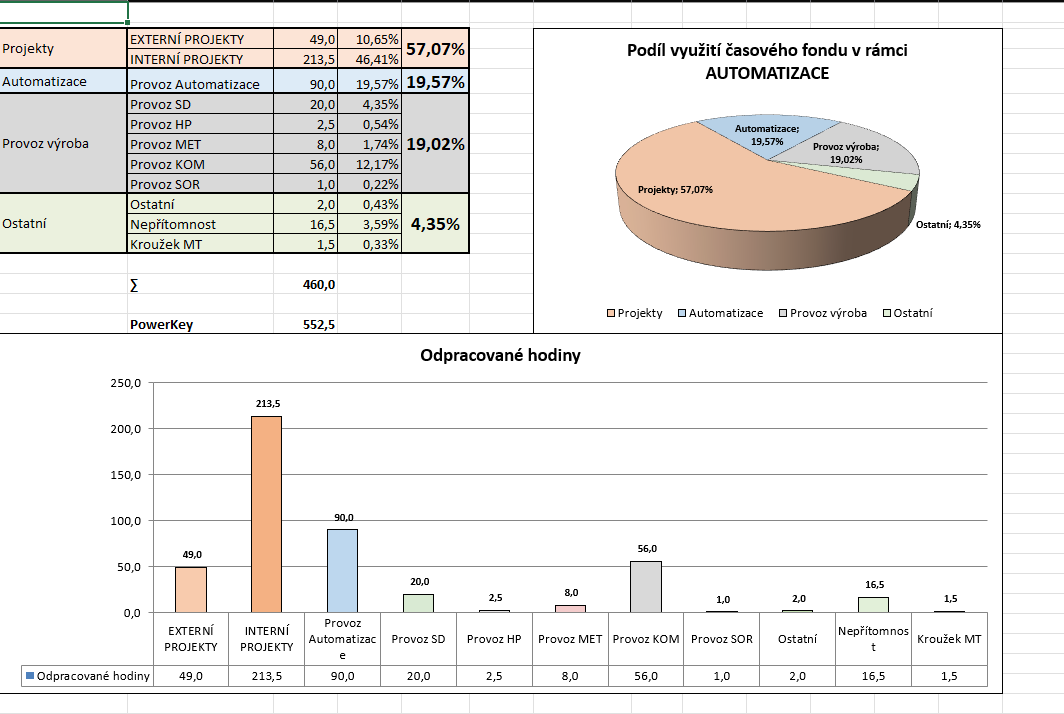 Projekty
EXTERNÍ PROJEKTY 49,0 10,65%
57,07%
INTERNÍ PROJEKTY 213,5 46,41%
Automatizace
Provoz Automatizace 90,0 19,57%
19,57%
Provoz výroba
Provoz SD 20,0 4,35%
Provoz HP 2,5 0,54%
Provoz MET 8,0 1,74%
19,02%
Provoz KOM 56,0 12,17%
Provoz SOR 1,0 0,22%
Ostatní
Ostatní 2,0 0,43%
Nepřítomnost 16,5 3,59%
4,35%
Kroužek MT 1,5 0,33%
∑ 460,0
PowerKey 552,5
Podíl využití časového fondu v rámci
AUTOMATIZACE
Automatizace;
19,57%
Provoz výroba;
19,02%
Projekty; 57,07%
Ostatní; 4,35%
Projekty Automatizace Provoz výroba Ostatní
Odpracované hodiny
250,0
200,0
150,0
100,0
50,0
0,0
49,0
213,5
90,0
20,0
2,5
8,0
56,0
1,0
2,0
16,5
1,5
EXTERNÍ
PROJEKTY
INTERNÍ
PROJEKTY
Provoz
Automatizac
e
Provoz SD
Provoz HP
Provoz MET
Provoz KOM
Provoz SOR
Ostatní
Nepřítomnos
t
Kroužek MT
Odpracované hodiny 49,0 213,5 90,0 20,0 2,5 8,0 56,0 1,0 2,0 16,5 1,5